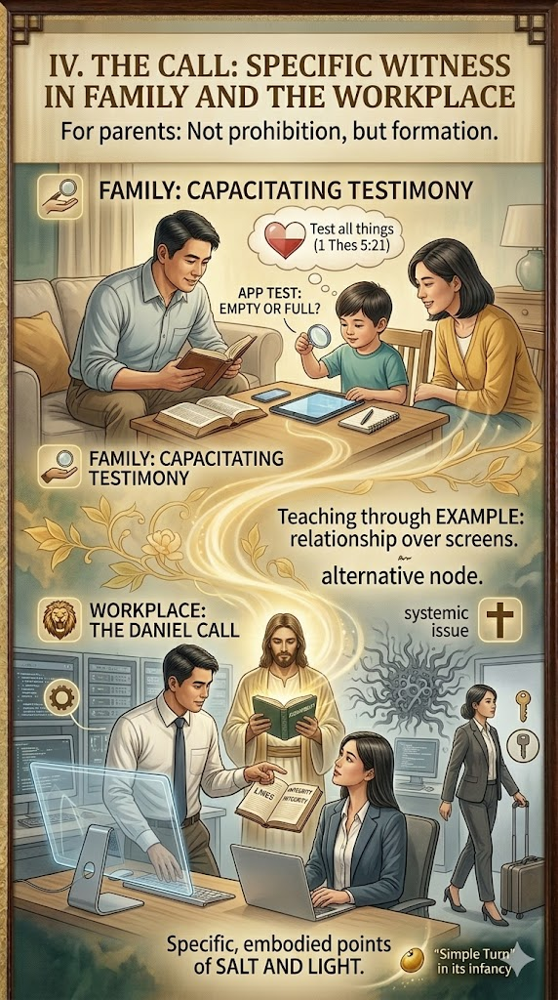 IV. THE CALL: SPECIFIC WITNESS
IN FAMILY AND THE WORKPLACE
For parents: Not prohibition, but formation.
FAMILY: CAPACITATING TESTIMONY
Test all things
(1 Thes 5:21)
APP TEST:
EMPTY OR FULL?
FAMILY: CAPACITATING
TESTIMONY
Teaching through EXAMPLE:
relationship over screens.
alternative node.
WORKPLACE:
THE DANIEL CALL
systemic
issue
INTEGRITY
Specific, embodied points
of SALT AND LIGHT.
"Simple Turn"
in its infancy